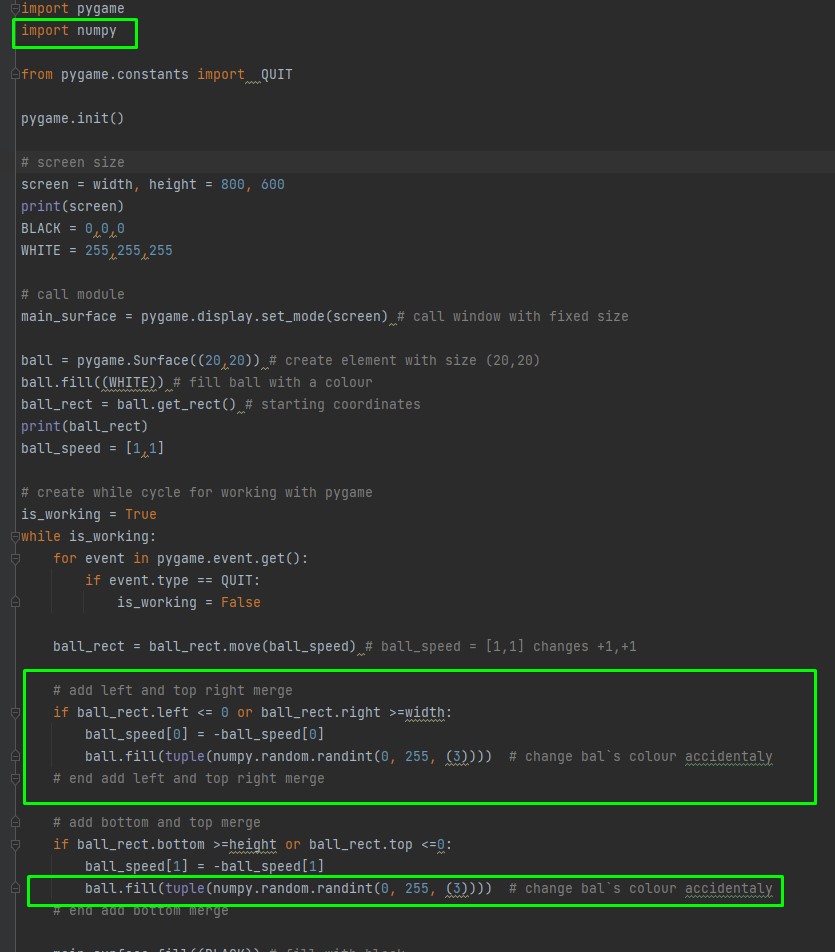 import pygame
import numpy
from pygame.constants import  QUIT
pygame.init()
# screen size
screen = width, height = 800, 600
print(screen)
BLACK = 0,0,0
WHITE = 255,255,255
# call module
main_surface = pygame.display.set_mode(screen) # call window with fixed size
ball = pygame.Surface((20,20)) # create element with size (20,20)
ball.fill((WHITE)) # fill ball with a colour
ball_rect = ball.get_rect() # starting coordinates
print(ball_rect)
ball_speed = [1,1]
# create while cycle for working with pygame
is_working = True
while is_working:
    for event in pygame.event.get():
        if event.type == QUIT:
            is_working = False
    ball_rect = ball_rect.move(ball_speed) # ball_speed = [1,1] changes +1,+1
    # add left and top right merge
    if ball_rect.left <= 0 or ball_rect.right >=width:
        ball_speed[0] = -ball_speed[0]
        ball.fill(tuple(numpy.random.randint(0, 255, (3))))  # change bal`s colour accidentaly
    # end add left and top right merge
    # add bottom and top merge
    if ball_rect.bottom >=height or ball_rect.top <=0:
        ball_speed[1] = -ball_speed[1]
        ball.fill(tuple(numpy.random.randint(0, 255, (3))))  # change bal`s colour accidentaly
    # end add bottom merge
    main_surface.fill((BLACK)) # fill with black